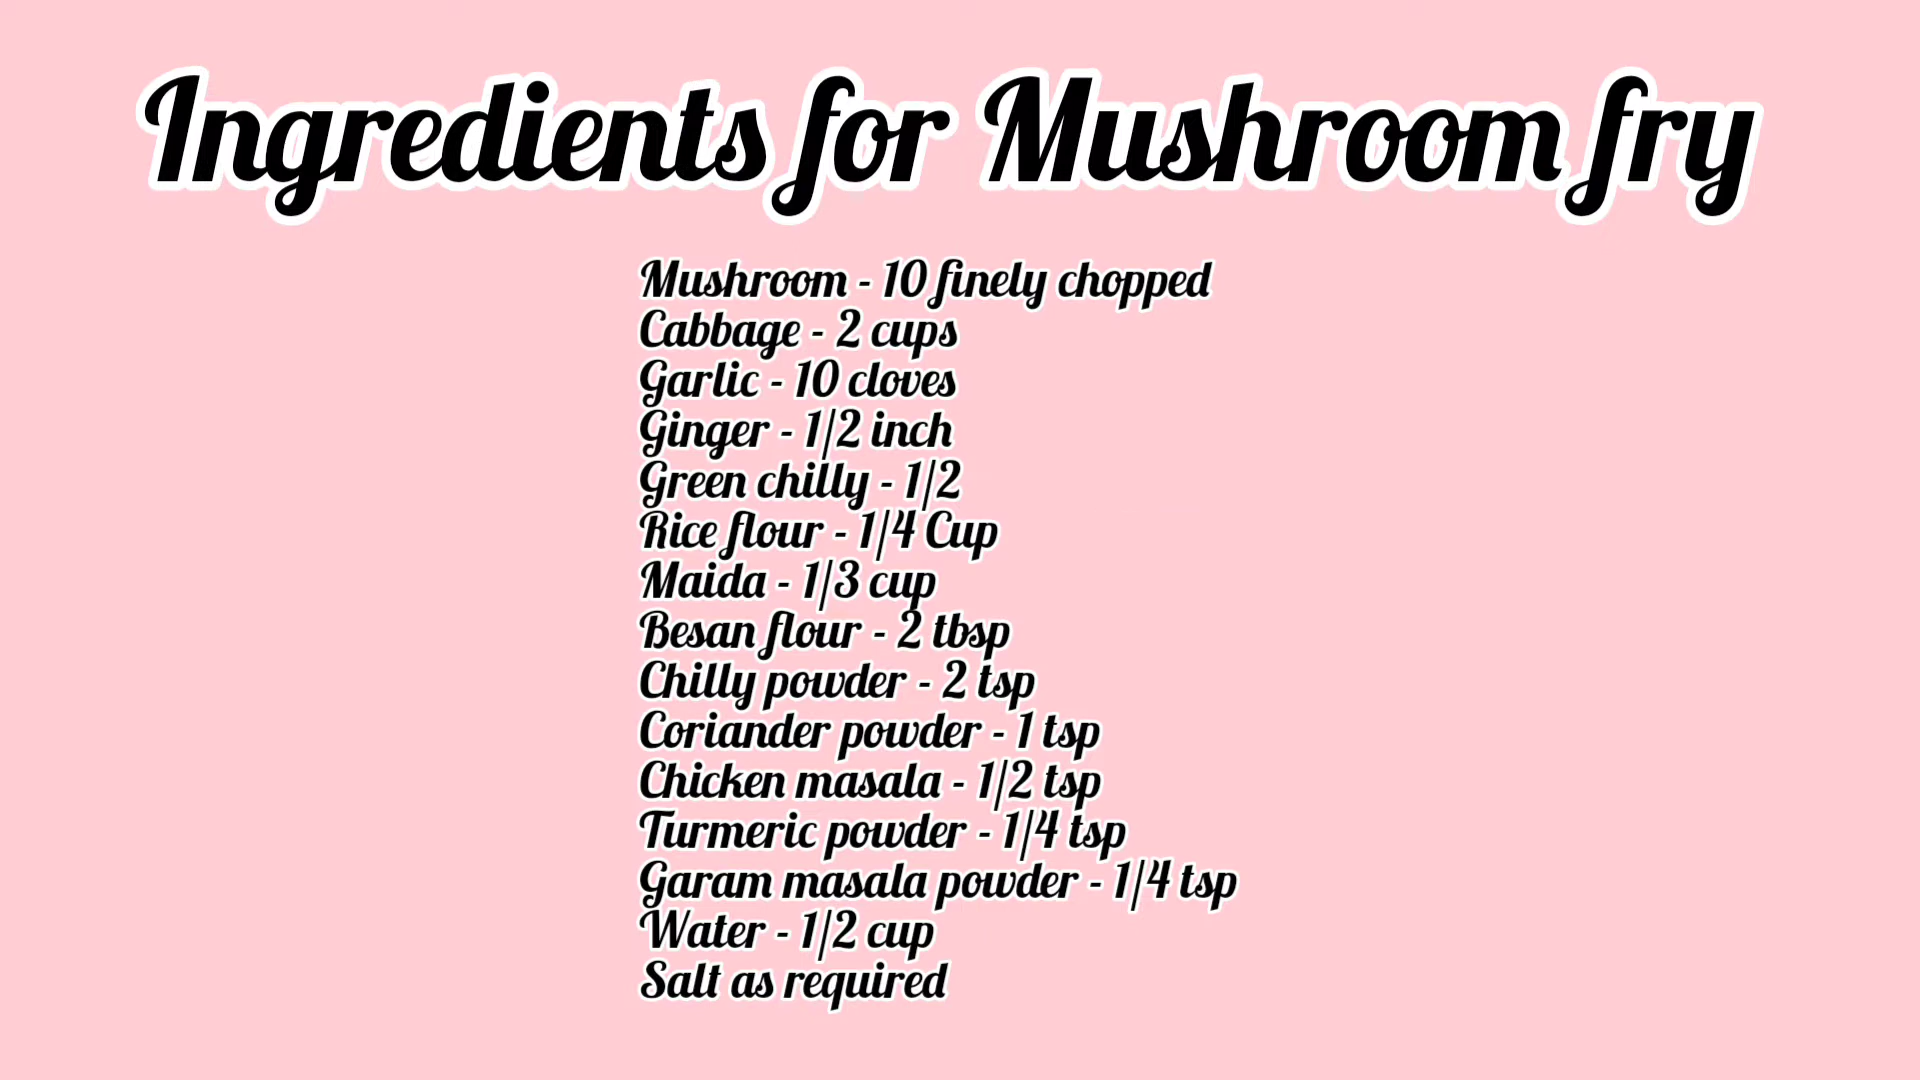 Ingredients for Mushroom fry
Mushroom - 10 finely chopped
Cabbage - 2 cups
Garlic - 10 cloves
Ginger - 1/2 inch
Green chilly - 1/2
Rice flour - 1/4 Cup
Maida - 1/3 cup
Besan flour - 2 tbsp
Chilly powder - 2 tsp
Coriander powder - 1 tsp
Chicken masala - 1/2 tsp
Turmeric powder - 1/4 tsp
Garam masala powder - 1/4 tsp
Water - 1/2 cup
Salt as required